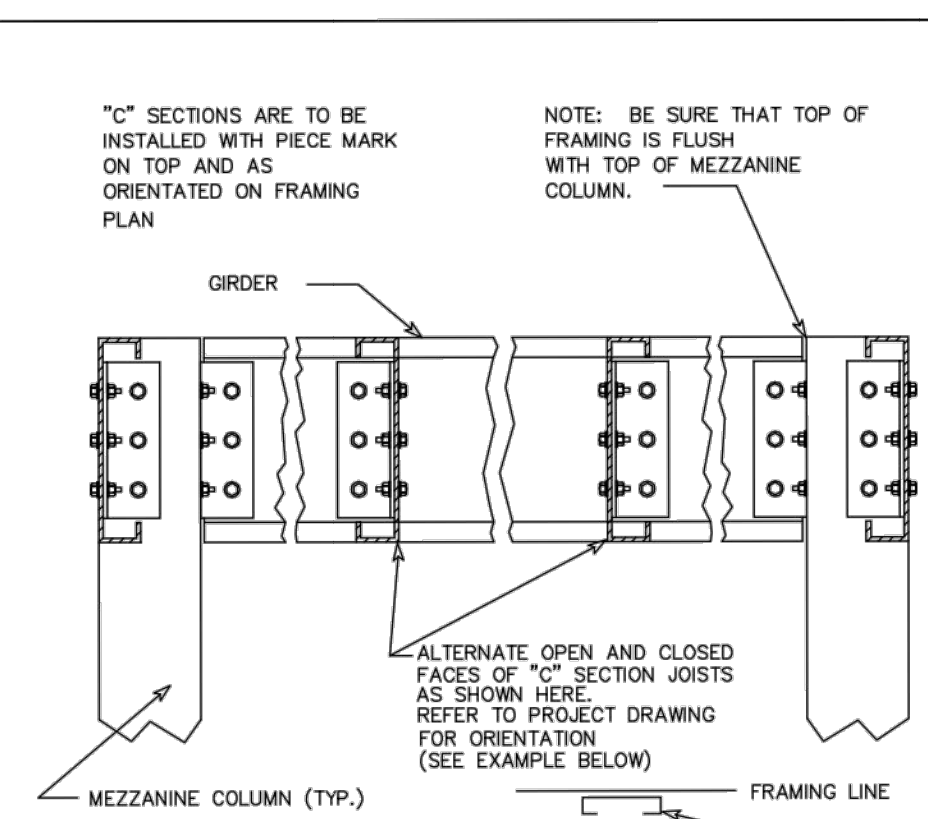 "C" SECTIONS ARE TO BE
INSTALLED WITH PIECE MARK
ON TOP AND AS
ORIENTATED ON FRAMING
PLAN
NOTE: BE SURE THAT TOP OF
FRAMING IS FLUSH
WITH TOP OF MEZZANINE
COLUMN.
GIRDER
ALTERNATE OPEN AND CLOSED
FACES OF "C" SECTION JOISTS
AS SHOWN HERE.
REFER TO PROJECT DRAWING
FOR ORIENTATION
(SEE EXAMPLE BELOW)
MEZZANINE COLUMN (TYP.)
FRAMING LINE